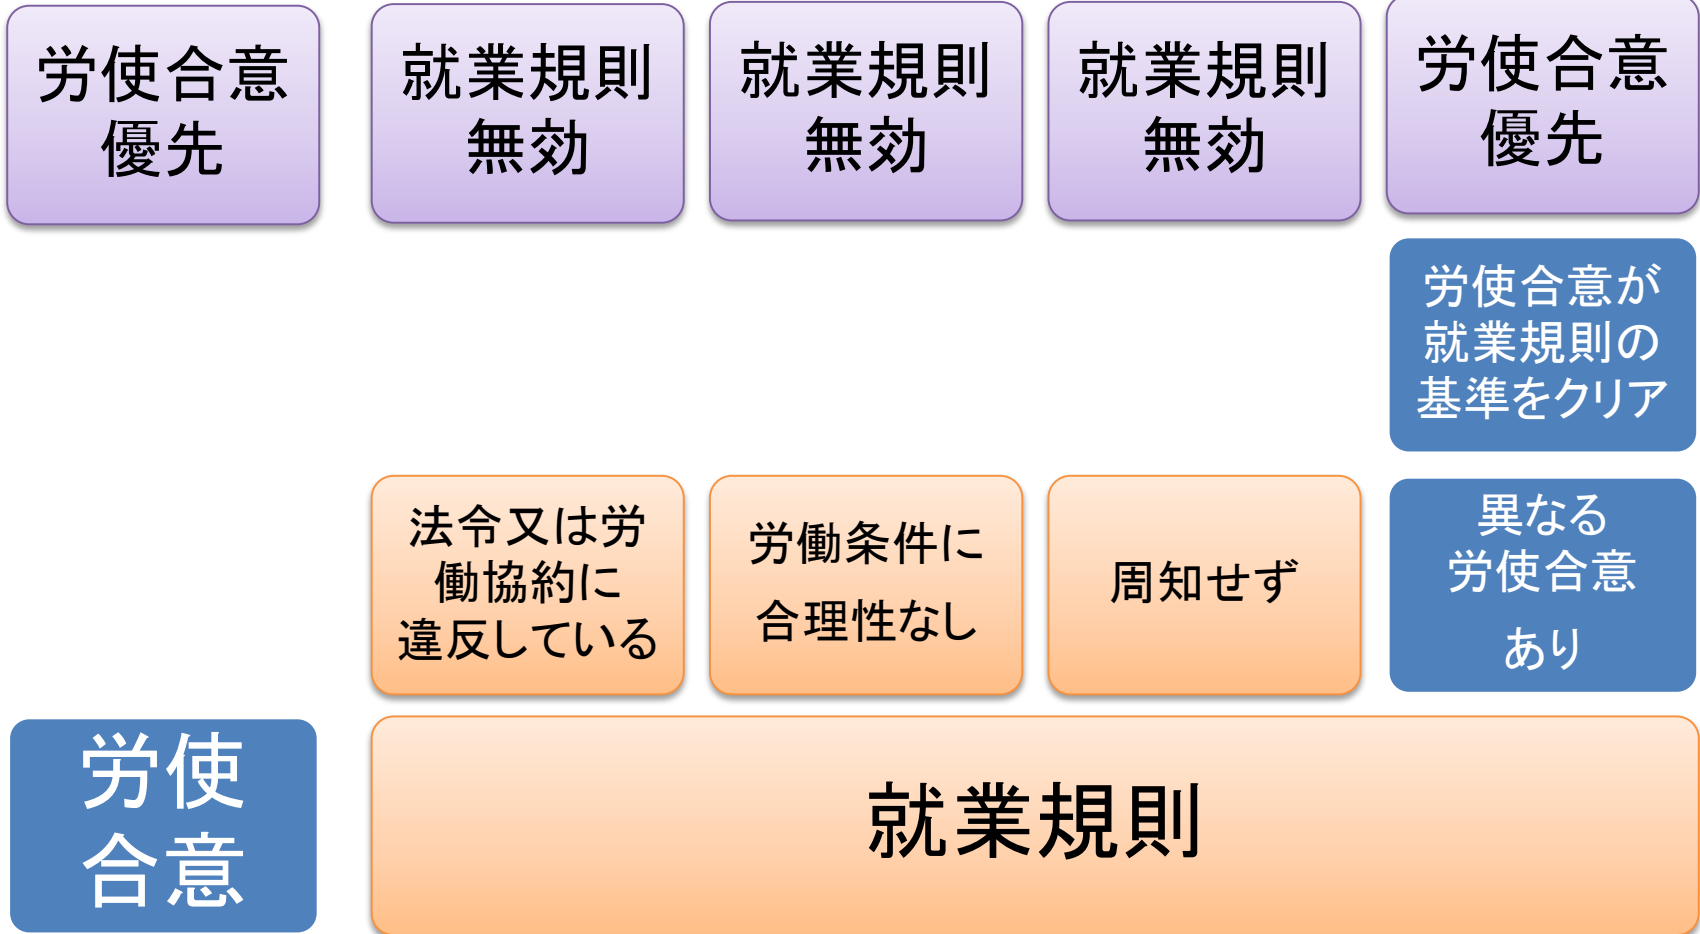 労使合意
優先
就業規則
無効
就業規則
無効
就業規則
無効
労使合意
優先
労使合意が
就業規則の
基準をクリア
法令又は労
働協約に
違反している
労働条件に
合理性なし
周知せず
異なる
労使合意
あり
労使
合意
就業規則